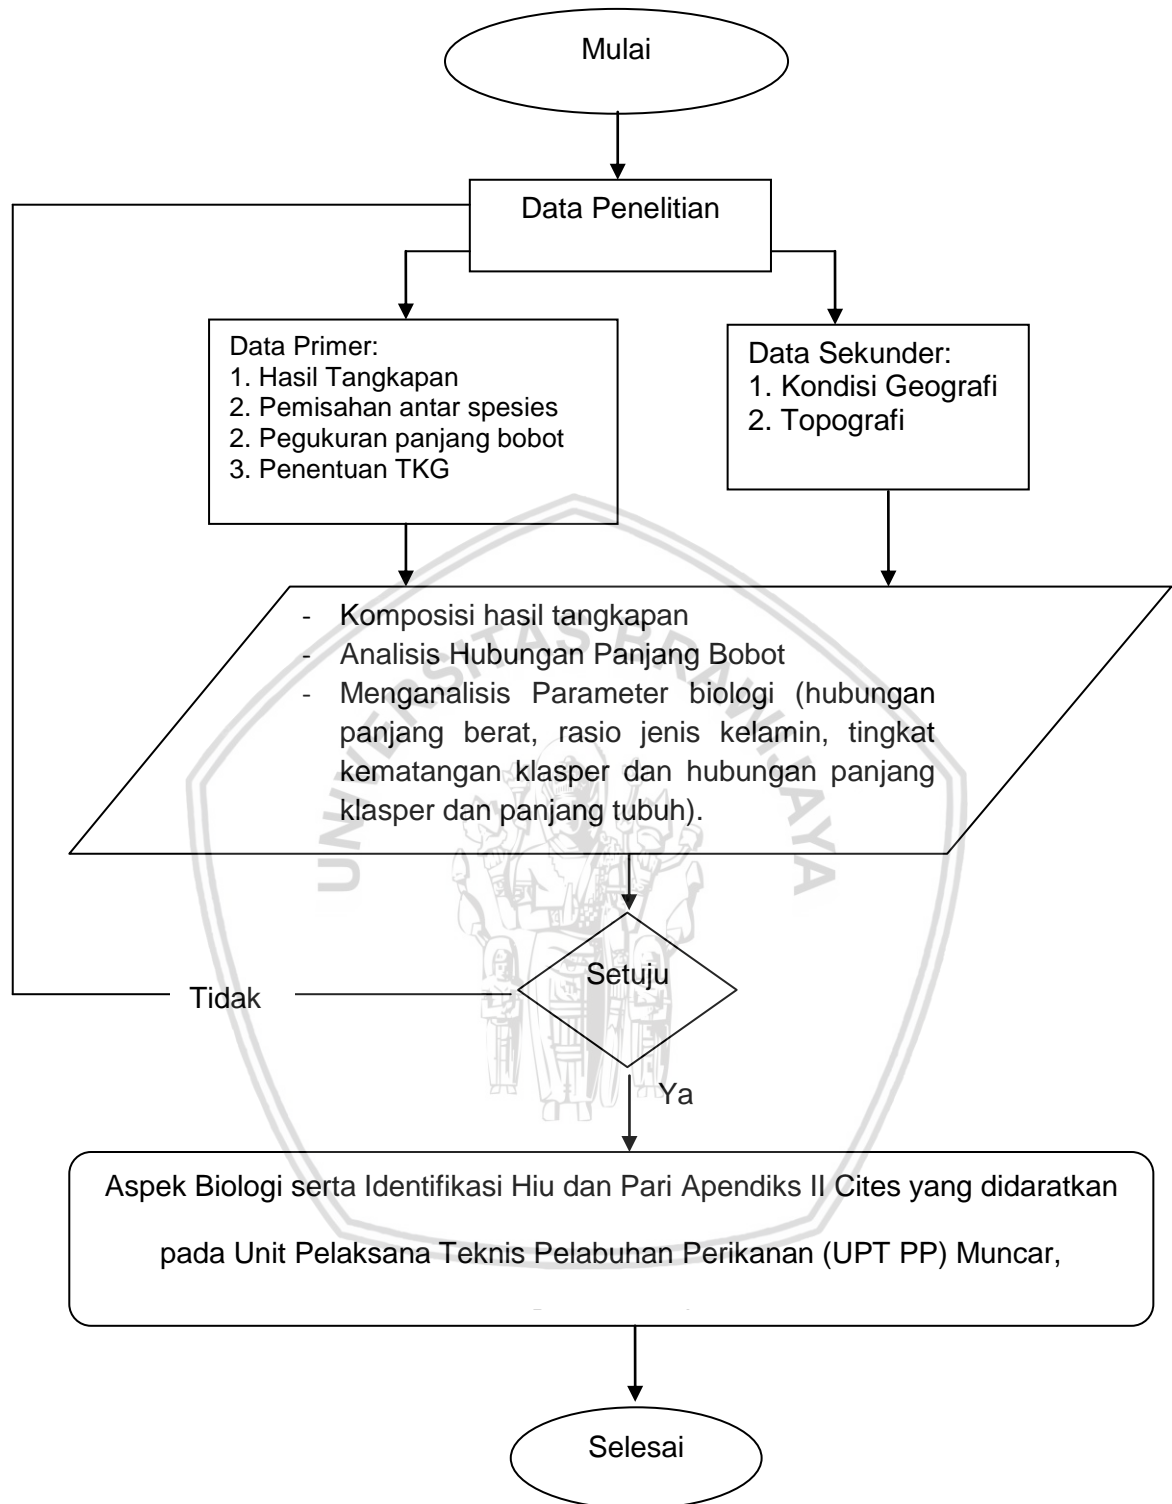 Mulai
Data Penelitian
Data Primer:
1. Hasil Tangkapan
2. Pemisahan antar spesies
2. Pegukuran panjang bobot
3. Penentuan TKG
Data Sekunder:
1. Kondisi Geografi
2. Topografi
- Komposisi hasil tangkapan
- Analisis Hubungan Panjang Bobot
- Menganalisis Parameter biologi (hubungan
panjang berat, rasio jenis kelamin, tingkat
kematangan klasper dan hubungan panjang
klasper dan panjang tubuh).
UNIVERSITAS BRAWIJAYA
Setuju
Tidak
Ya
Aspek Biologi serta Identifikasi Hiu dan Pari Apendiks II Cites yang didaratkan
pada Unit Pelaksana Teknis Pelabuhan Perikanan (UPT PP) Muncar,
Selesai